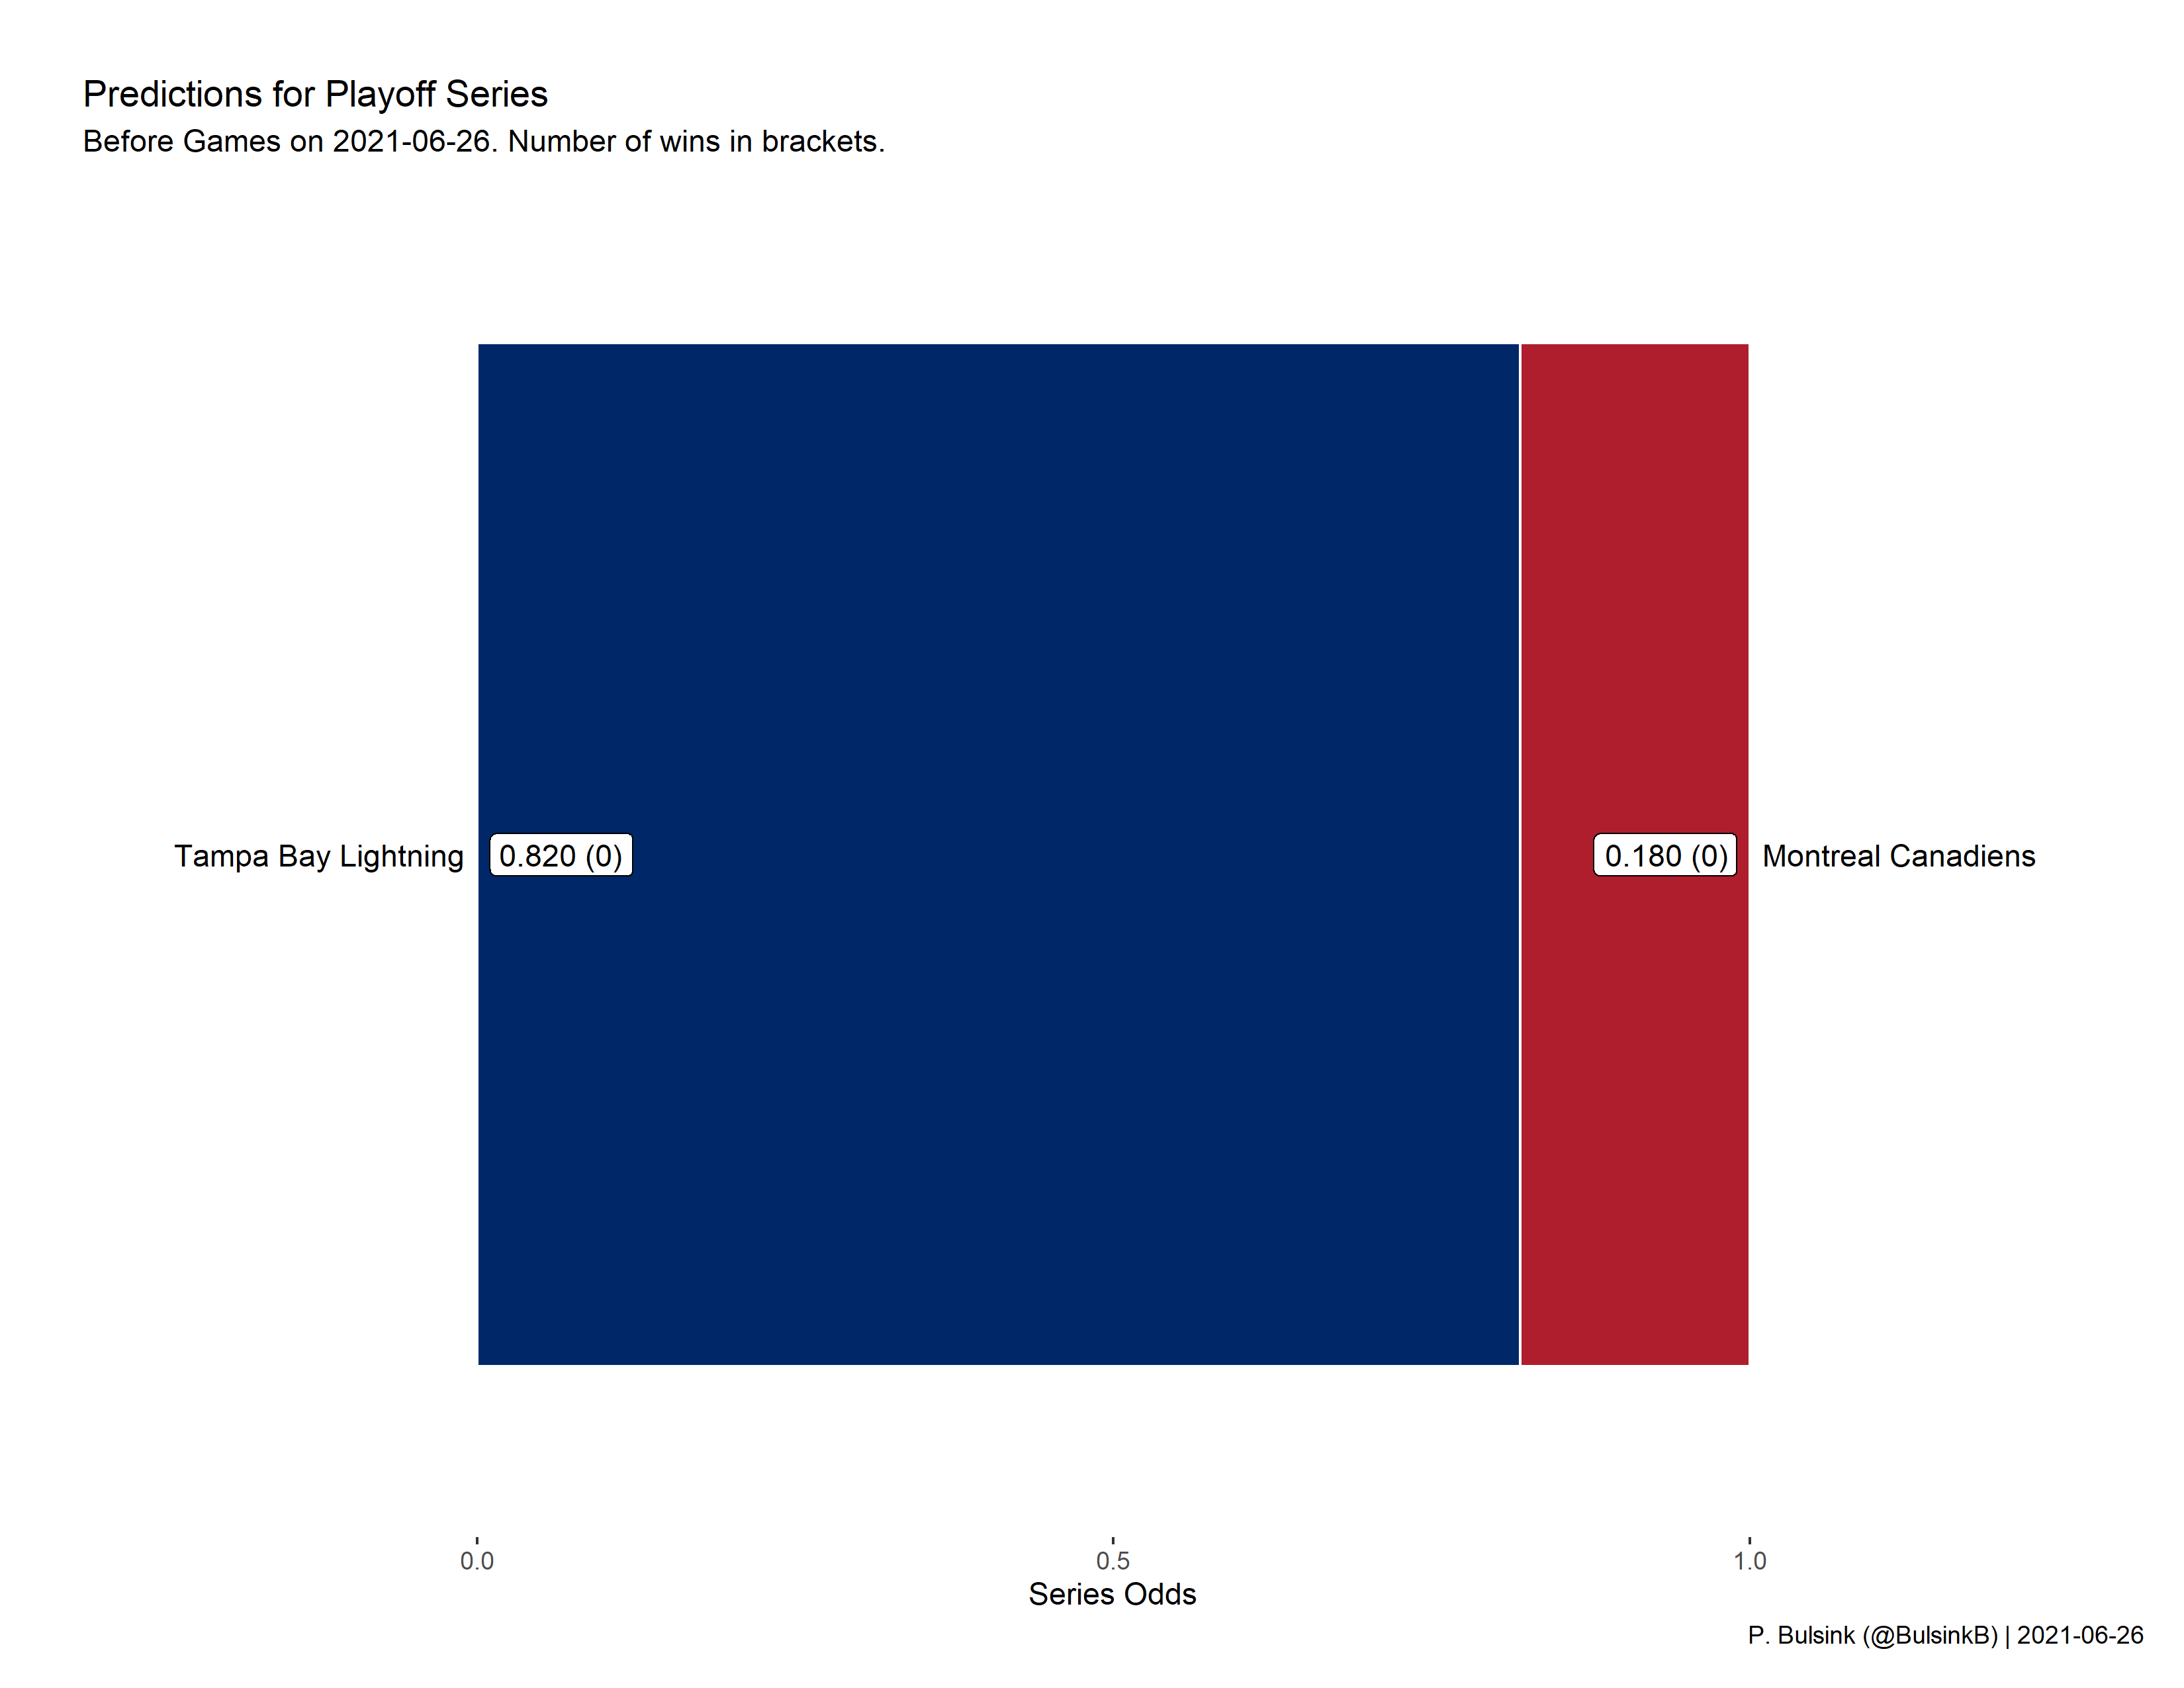 Predictions for Playoff Series
Before Games on 2021-06-26. Number of wins in brackets.
Tampa Bay Lightning
0.820 (0)
0.180 (0)
Montreal Canadiens
0.0
0.5
1.0
Series Odds
P. Bulsink (@BulsinkB) | 2021-06-26